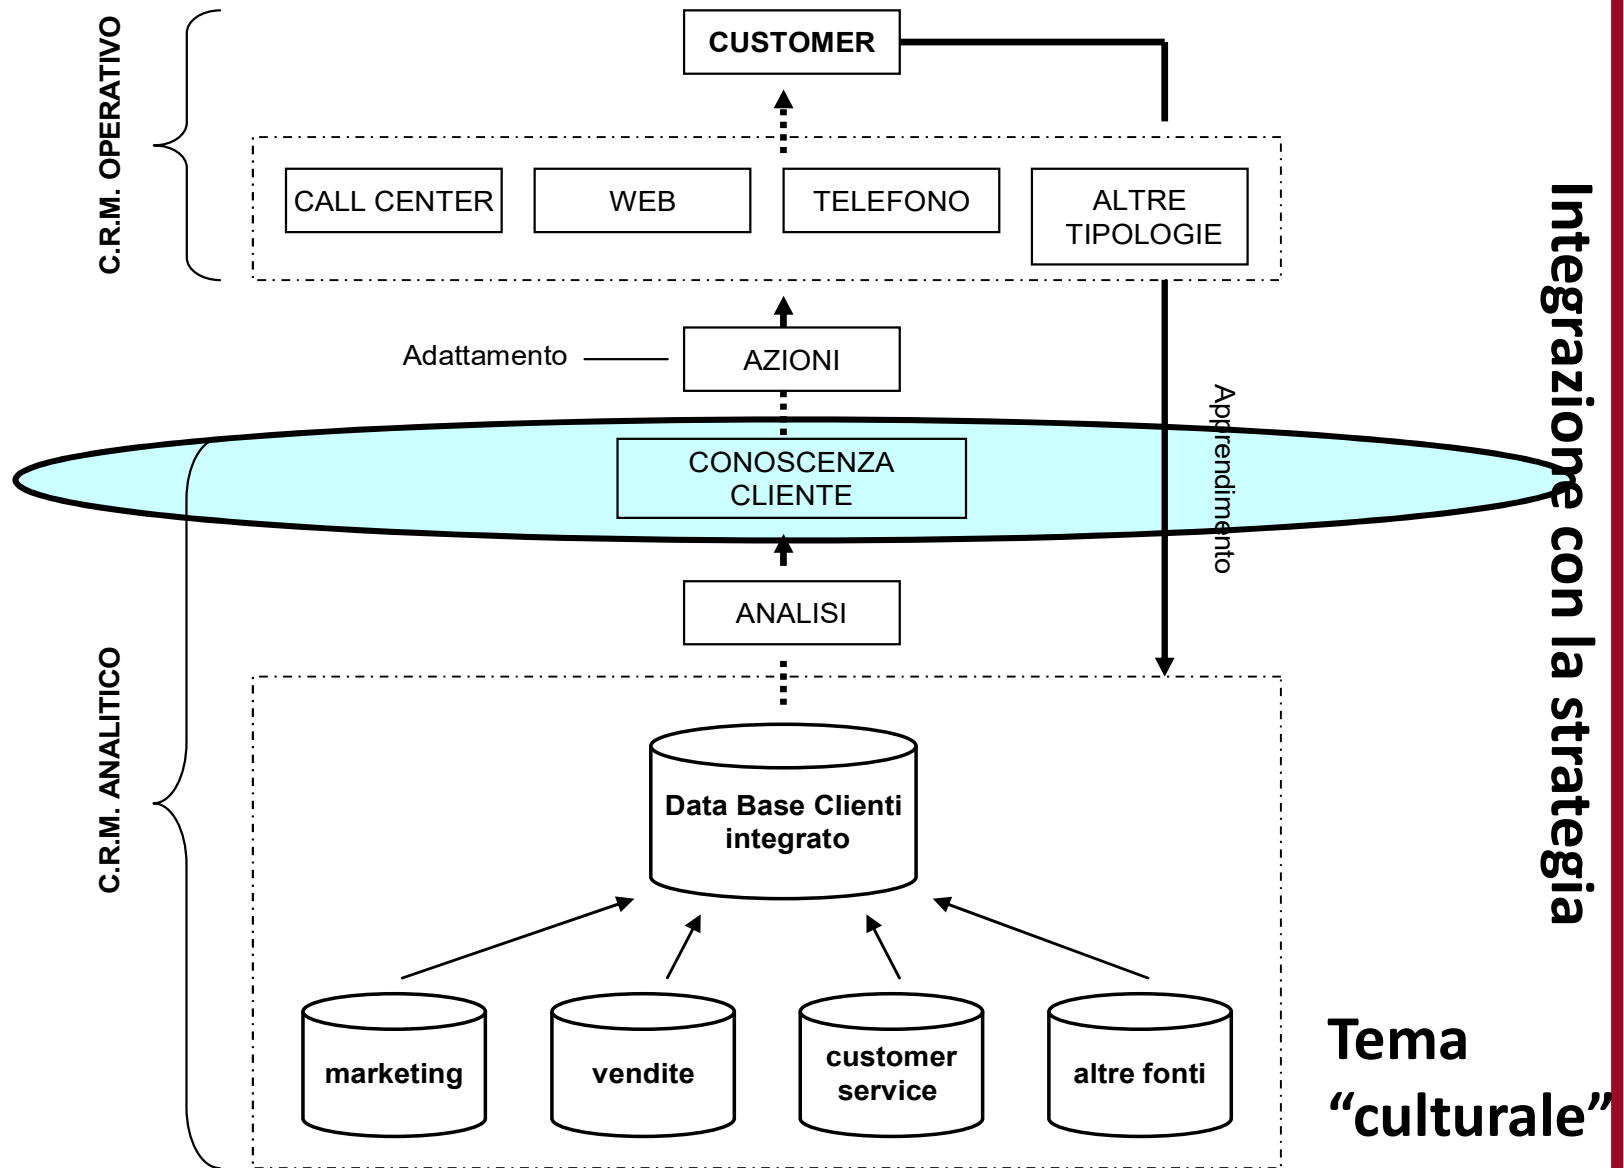 C.R.M. OPERATIVO
CUSTOMER
CALL CENTER
WEB
TELEFONO
ALTRE
TIPOLOGIE
Adattamento
AZIONI
Apprendimento
CONOSCENZA
CLIENTE
ANALISI
C.R.M. ANALITICO
Data Base Clienti
integrato
marketing
vendite
customer
service
altre fonti
Integrazione con la strategia
Tema
“culturale”